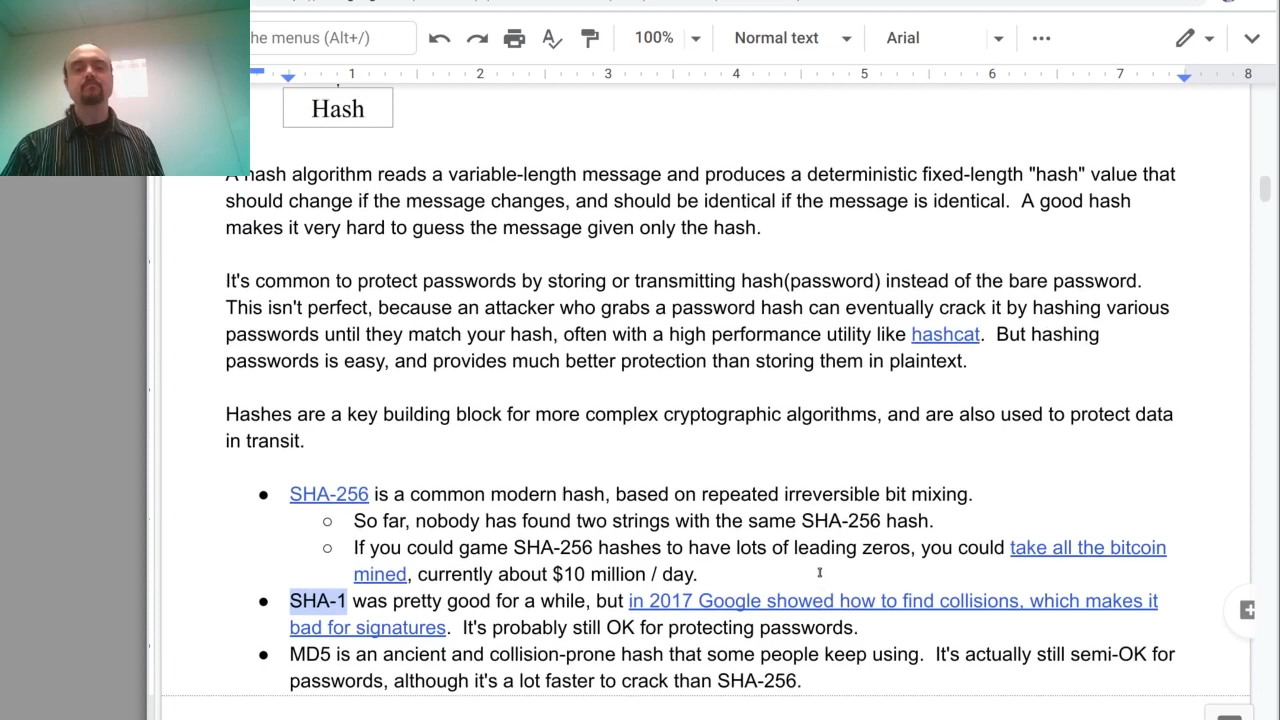 he menus (Alt+/)
100%
Normal text
Arial
1 2 3 4 5 6 7 8
Hash
A hash algorithm reads a variable-length message and produces a deterministic fixed-length "hash" value that
should change if the message changes, and should be identical if the message is identical.  A good hash
makes it very hard to guess the message given only the hash.
It's common to protect passwords by storing or transmitting hash(password) instead of the bare password.
This isn't perfect, because an attacker who grabs a password hash can eventually crack it by hashing various
passwords until they match your hash, often with a high performance utility like hashcat.  But hashing
passwords is easy, and provides much better protection than storing them in plaintext.
Hashes are a key building block for more complex cryptographic algorithms, and are also used to protect data
in transit.
● SHA-256 is a common modern hash, based on repeated irreversible bit mixing.
○ So far, nobody has found two strings with the same SHA-256 hash.
○ If you could game SHA-256 hashes to have lots of leading zeros, you could take all the bitcoin
mined, currently about $10 million / day.
● SHA-1 was pretty good for a while, but in 2017 Google showed how to find collisions, which makes it
bad for signatures.  It's probably still OK for protecting passwords.
● MD5 is an ancient and collision-prone hash that some people keep using.  It's actually still semi-OK for
passwords, although it's a lot faster to crack than SHA-256.